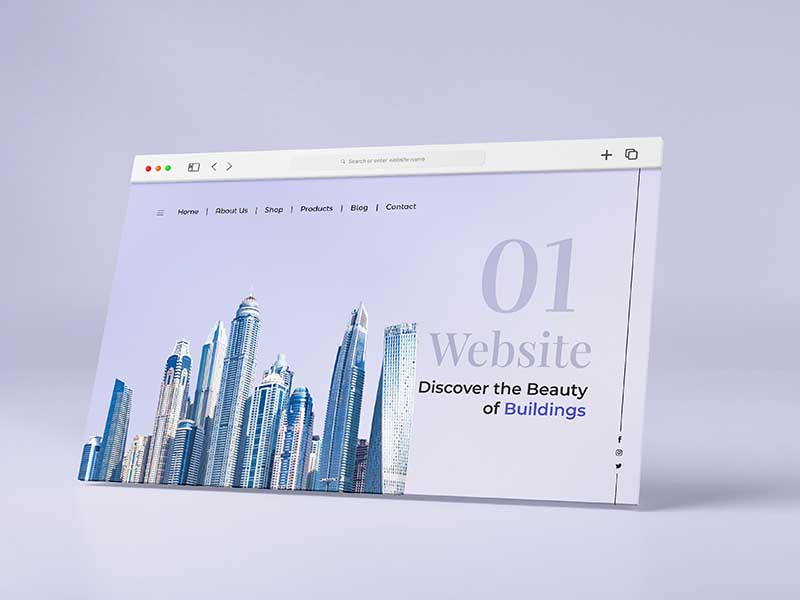 Search or enter website name
Home | About Us | Shop | Products | Blog | Contact
01
Website
Discover the Beauty
of Buildings